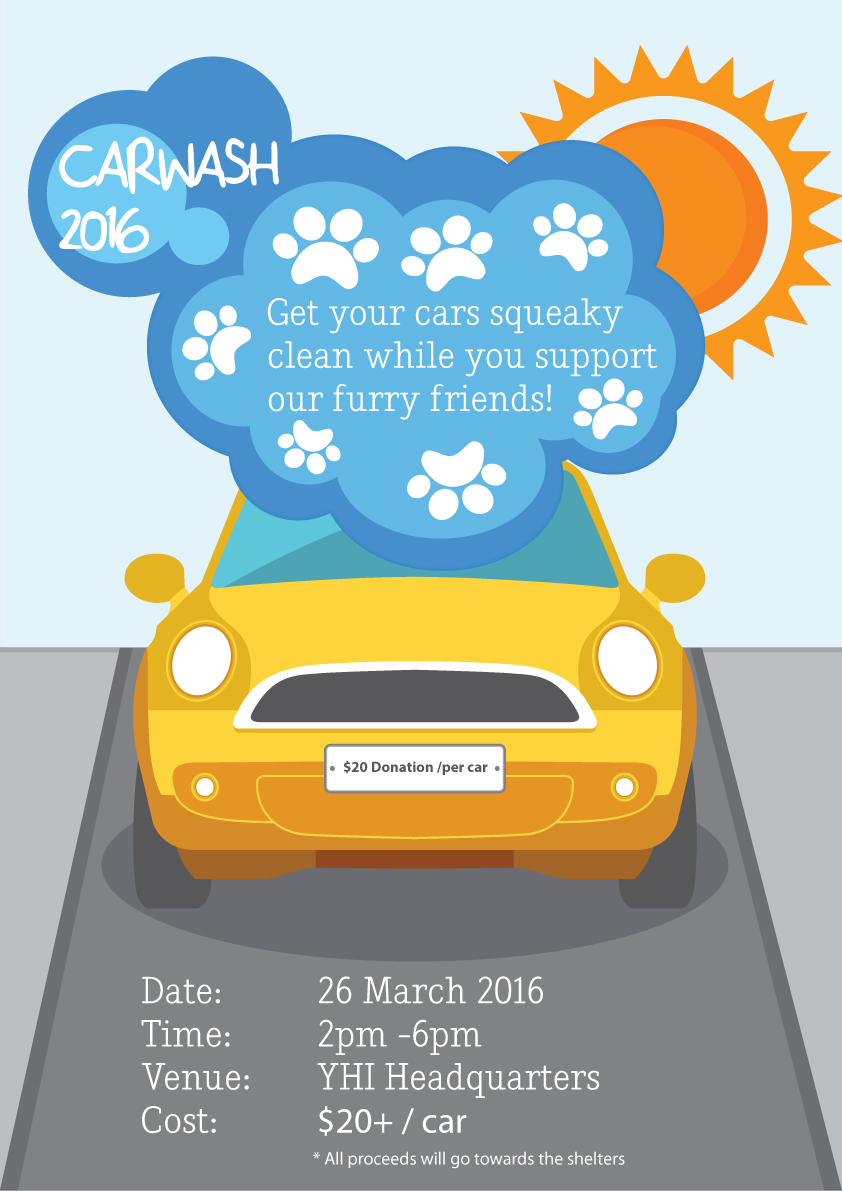 CARWASH
2016
Get your cars squeaky
clean while you support
our furry friends!
$20 Donation /per car
Date: 26 March 2016
Time: 2pm -6pm
Venue: YHI Headquarters
Cost: $20+ / car
* All proceeds will go towards the shelters